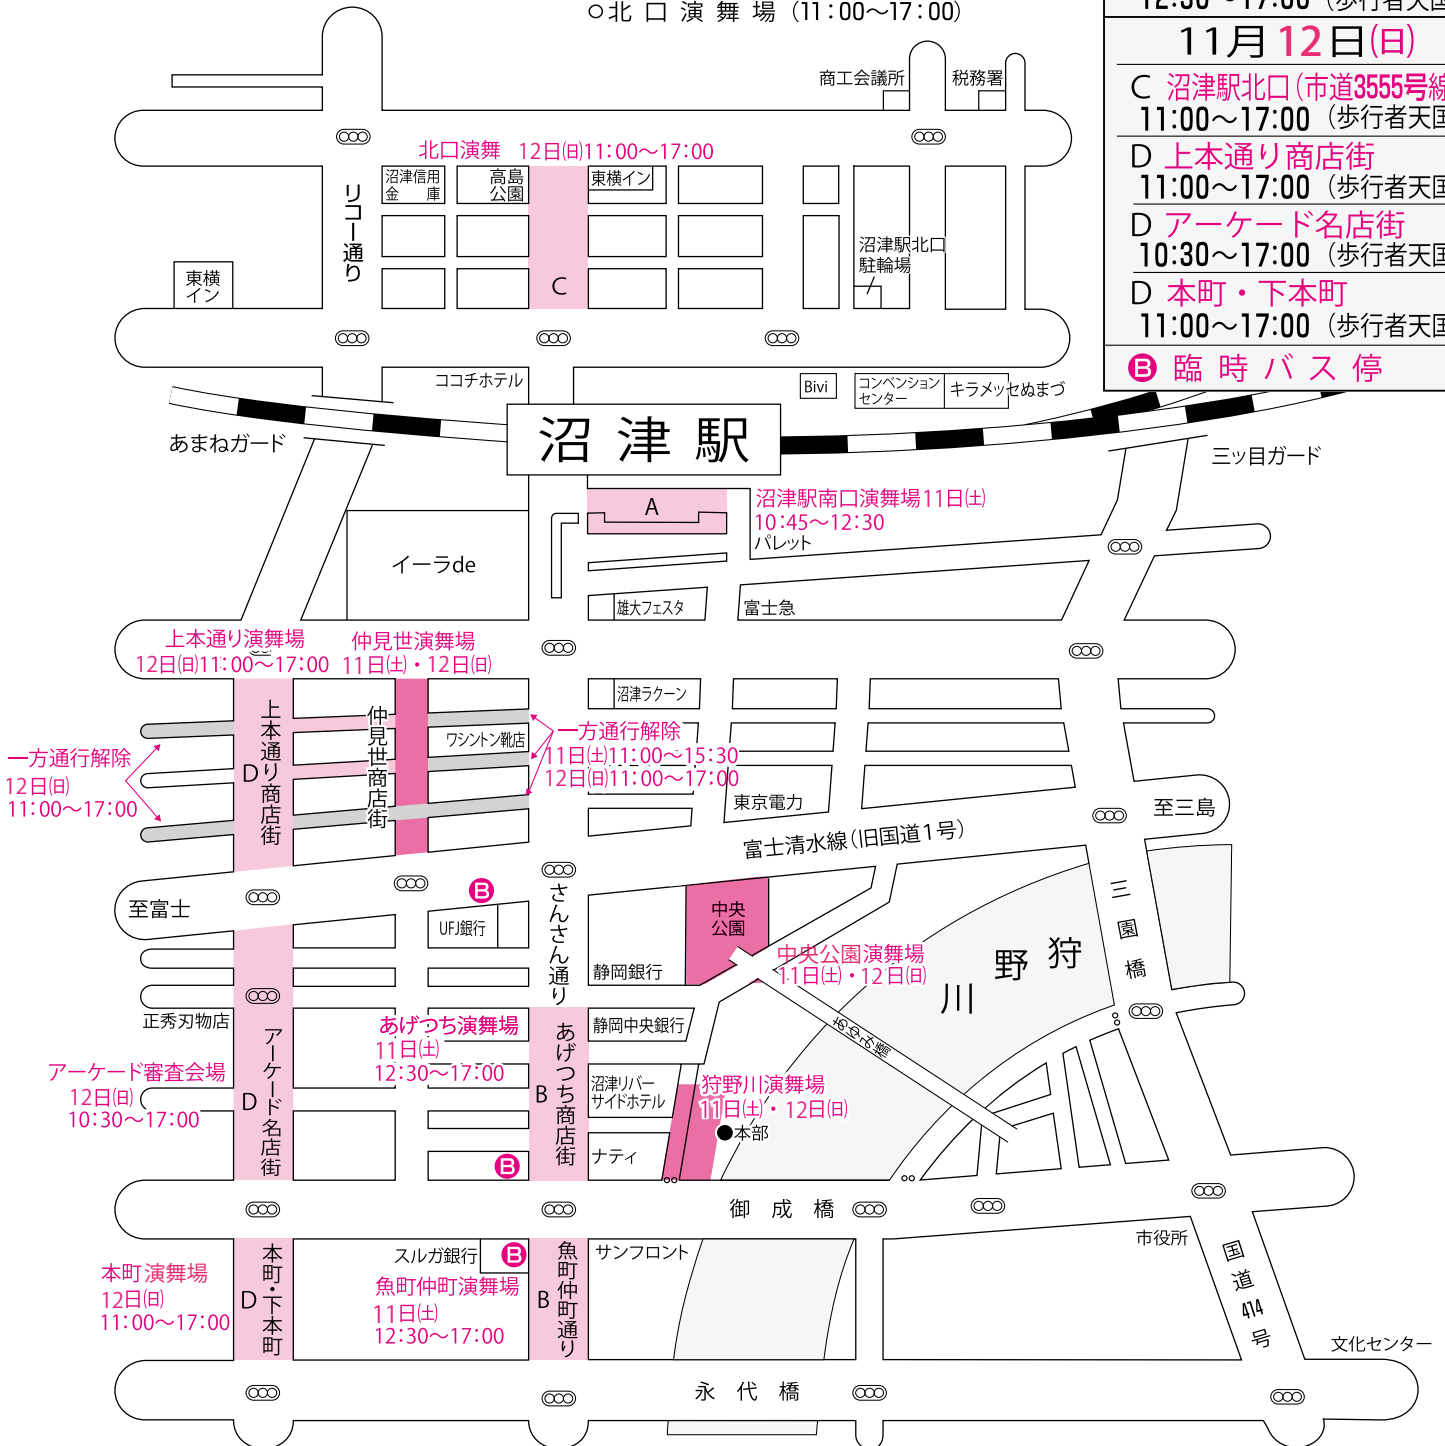 ○北口演舞場（11:00～17:00）
11月12日(日)
C 沼津駅北口（市道3555号線
11:00～17:00（歩行者天国
D 上本通り商店街
11:00～17:00（歩行者天国
D アーケード名店街
10:30～17:00（歩行者天国
D 本町・下本町
11:00～17:00（歩行者天国
B 臨時バス停
商工会議所
税務署
北口演舞 12日(日)11:00～17:00
沼津信用
金庫
高島
公園
東横イン
リコー通り
沼津駅北口
駐輪場
東横
イン
C
ココチホテル
Bivi
コンベンション
センター
キラメッセぬまづ
あまねガード
沼津駅
三ッ目ガード
A
沼津駅南口演舞場11日(土)
10:45～12:30
パレット
イーラde
雄大フェスタ
富士急
上本通り演舞場
12日(日)11:00～17:00
仲見世演舞場
11日(土)・12日(日)
沼津ラクーン
上本通り商店街
D
仲見世商店街
ワシントン靴店
一方通行解除
11日(土)11:00～15:30
12日(日)11:00～17:00
一方通行解除
12日(日)
11:00～17:00
東京電力
至三島
富士清水線(旧国道1号)
B
至富士
UFJ銀行
さんさん通り
中央
公園
静岡銀行
中央公園演舞場
11日(土)・12日(日)
狩野川
三園橋
正秀刃物店
あげつち演舞場
11日(土)
12:30～17:00
静岡中央銀行
あゆみ橋
アーケード審査会場
12日(日)
10:30～17:00
D
アーケード名店街
B
あげつち商店街
沼津リバー
サイドホテル
狩野川演舞場
11日(土)・12日(日)
本部
ナティ
B
御成橋
市役所
本町演舞場
12日(日)
11:00～17:00
D
本町・下本町
スルガ銀行
B
魚町仲町演舞場
11日(土)
12:30～17:00
B
魚町仲町通り
サンフロント
国道414号
文化センター
永代橋